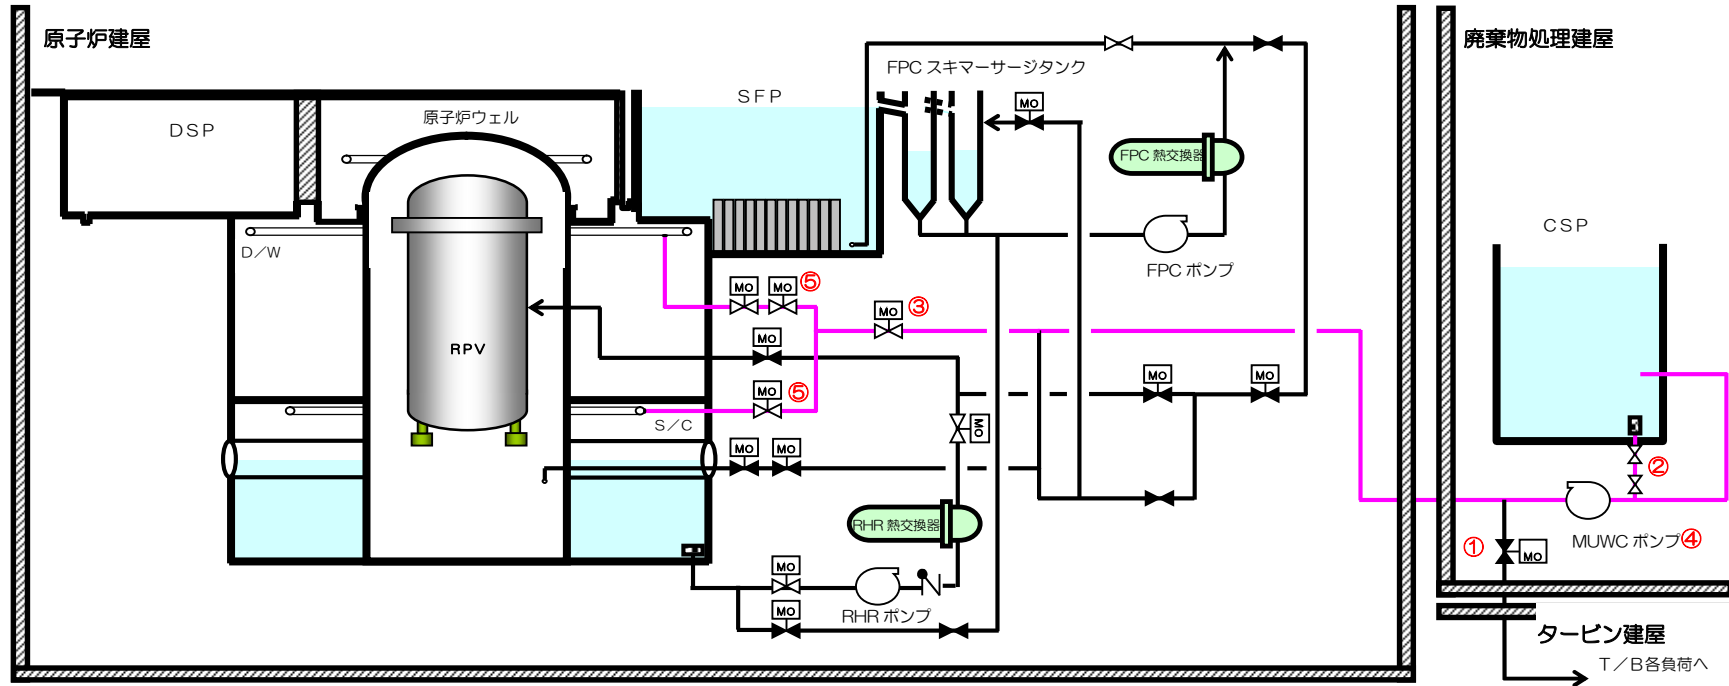 原子炉建屋
廃棄物処理建屋
FPC スキマーサージタンク
SFP
MO
原子炉ウェル
DSP
FPC 熱交換器
CSP
D/W
FPC ポンプ
MO
MO
⑤
MO
③
MO
RPV
MO
MO
MO
⑤
S/C
MO
MO
MO
②
RHR 熱交換器
MUWC ポンプ
④
①
MO
MO
MO
RHR ポンプ
タービン建屋
T/B各負荷へ